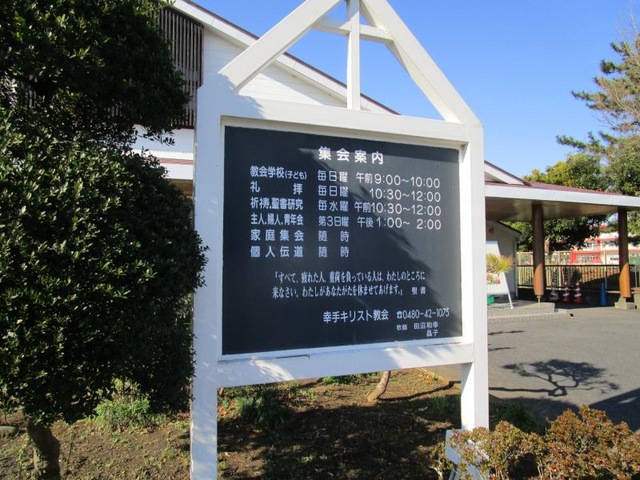 集会案内
教会学校(子ども) 毎日曜 午前9:00～10:00
礼拝 毎日曜 10:30～12:00
祈祷,聖書研究 毎水曜 午前10:30～12:00
主人,婦人,青年会 第3日曜 午後1:00～2:00
家庭集会 随時
個人伝道 随時
「すべて、疲れた人、重荷を負っている人は、わたしのところに
来なさい。わたしがあなたがたを休ませてあげます。」 聖書
幸手キリスト教会 ☎0480-42-1075
牧師 田沼和幸
晶子